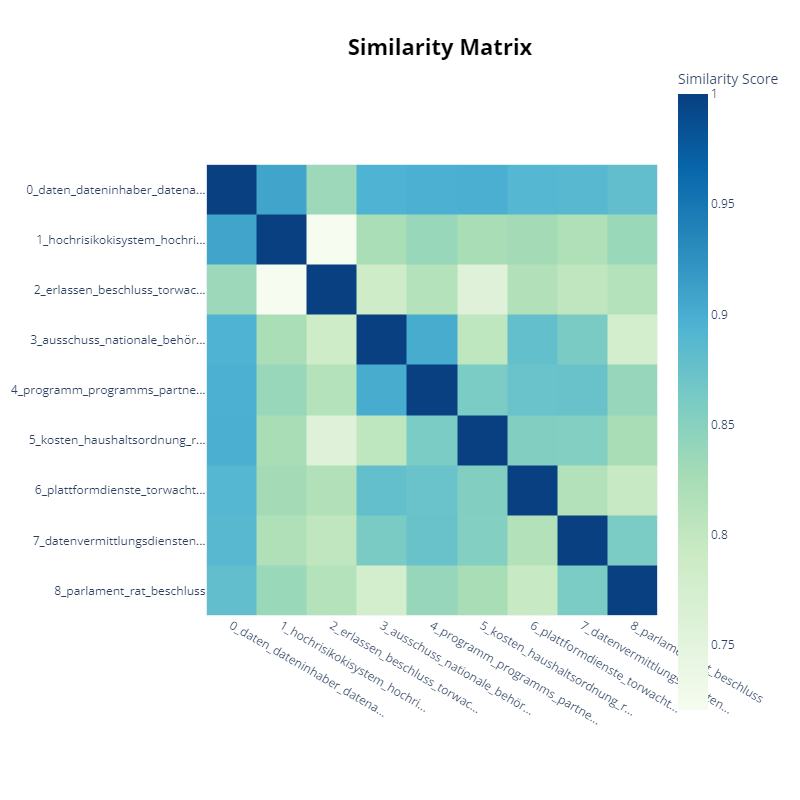 Similarity Matrix
Similarity Score
1
0.95
0.9
0.85
0.8
0.75
0_daten_dateninhaber_datena...
1_hochrisikokisystem_hochri...
2_erlassen_beschluss_torwac...
3_ausschuss_nationale_behör...
4_programm_programms_partne...
5_kosten_haushaltsordnung_r...
6_plattformdienste_torwacht...
7_datenvermittlungsdiensten...
8_parlament_rat_beschluss
0_daten_dateninhaber_datena...
1_hochrisikokisystem_hochri...
2_erlassen_beschluss_torwac...
3_ausschuss_nationale_behör...
4_programm_programms_partne...
5_kosten_haushaltsordnung_r...
6_plattformdienste_torwacht...